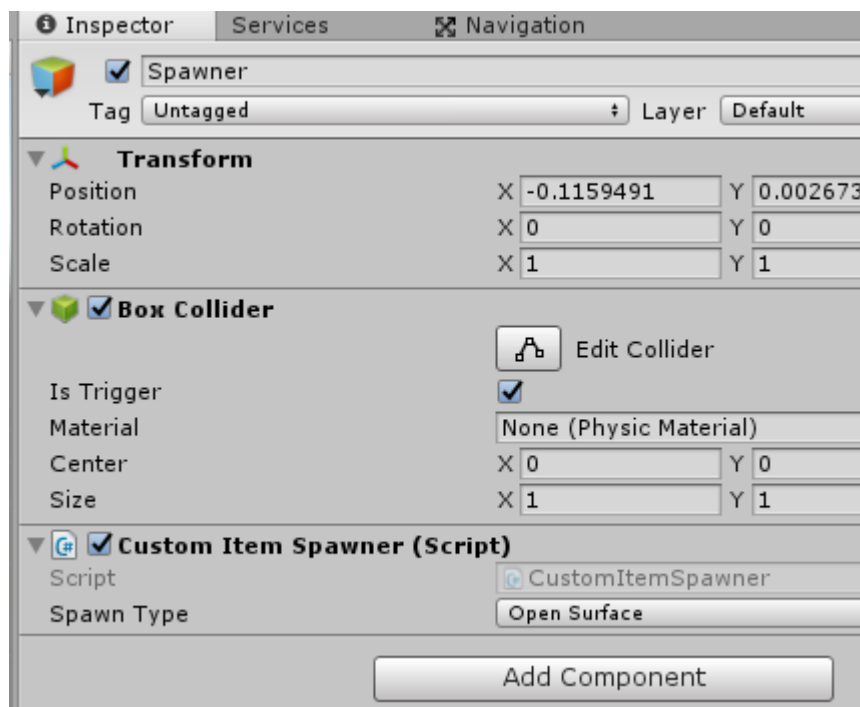 Inspector Services Navigation
Spawner
Tag Untagged Layer Default
Transform
Position X -0.1159491 Y 0.002673
Rotation X 0 Y 0
Scale X 1 Y 1
Box Collider
Edit Collider
Is Trigger
Material None (Physic Material)
Center X 0 Y 0
Size X 1 Y 1
Custom Item Spawner (Script)
Script CustomItemSpawner
Spawn Type Open Surface
Add Component